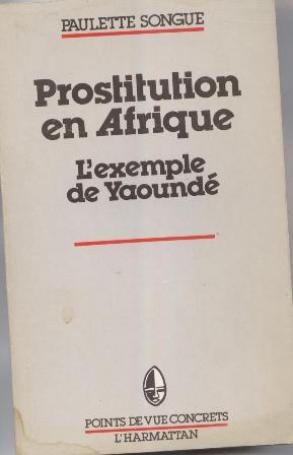 PAULETTE SONGUE
Prostitution
en Afrique
L'exemple
de Yaoundé
POINTS DE VUE CONCRETS
L'HARMATTAN